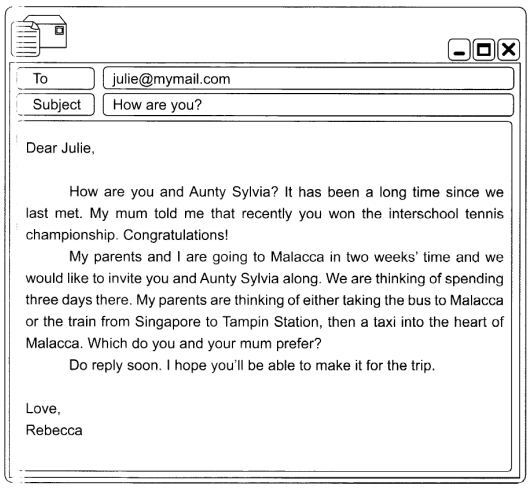 To
julie@mymail.com
Subject
How are you?
Dear Julie,
How are you and Aunty Sylvia? It has been a long time since we
last met. My mum told me that recently you won the interschool tennis
championship. Congratulations!
My parents and I are going to Malacca in two weeks' time and we
would like to invite you and Aunty Sylvia along. We are thinking of spending
three days there. My parents are thinking of either taking the bus to Malacca
or the train from Singapore to Tampin Station, then a taxi into the heart of
Malacca. Which do you and your mum prefer?
Do reply soon. I hope you'll be able to make it for the trip.
Love,
Rebecca